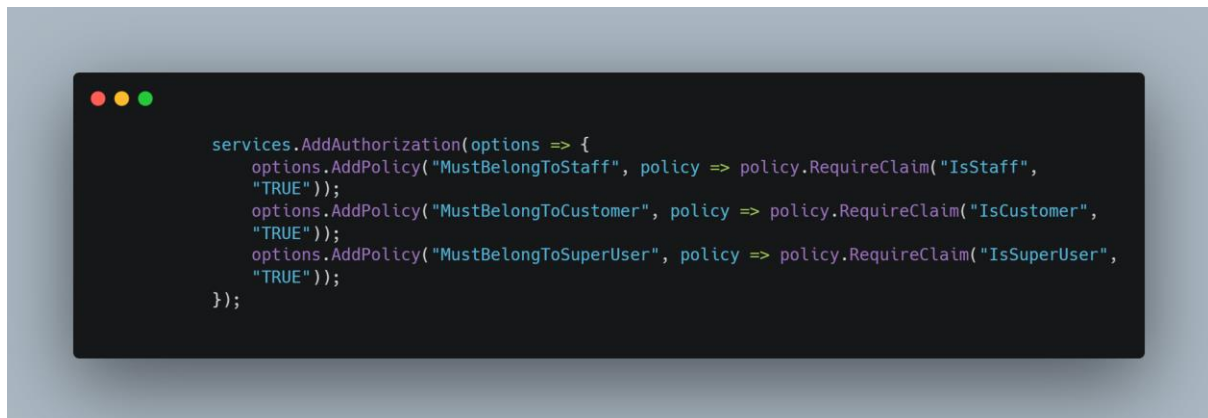 services.AddAuthorization(options => {
    options.AddPolicy("MustBelongToStaff", policy => policy.RequireClaim("IsStaff",
    "TRUE"));
    options.AddPolicy("MustBelongToCustomer", policy => policy.RequireClaim("IsCustomer",
    "TRUE"));
    options.AddPolicy("MustBelongToSuperUser", policy => policy.RequireClaim("IsSuperUser",
    "TRUE"));
});